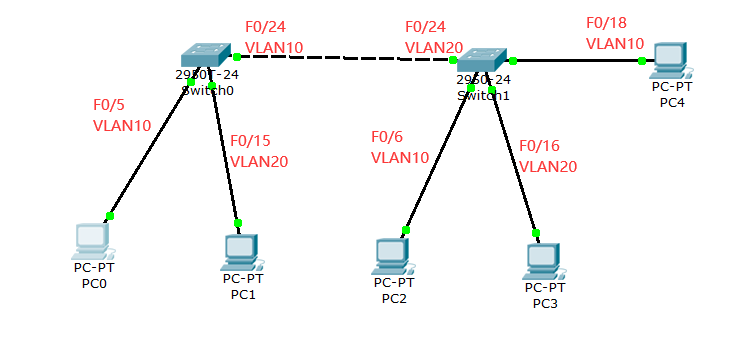 F0/24
VLAN10
F0/24
VLAN20
F0/18
VLAN10
2950T-24
Switch0
2950-24
Switch1
PC-PT
PC4
F0/5
VLAN10
F0/15
VLAN20
F0/6
VLAN10
F0/16
VLAN20
PC-PT
PC0
PC-PT
PC1
PC-PT
PC2
PC-PT
PC3